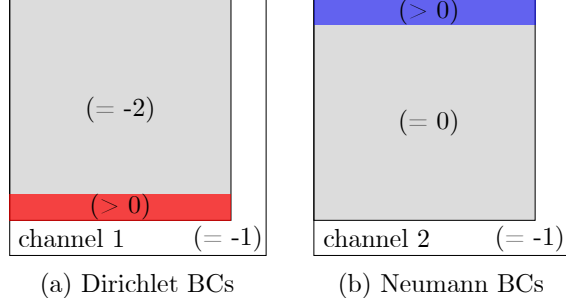 (= -2)
(> 0)
channel 1 (= -1)
(a) Dirichlet BCs
(> 0)
(= 0)
channel 2 (= -1)
(b) Neumann BCs